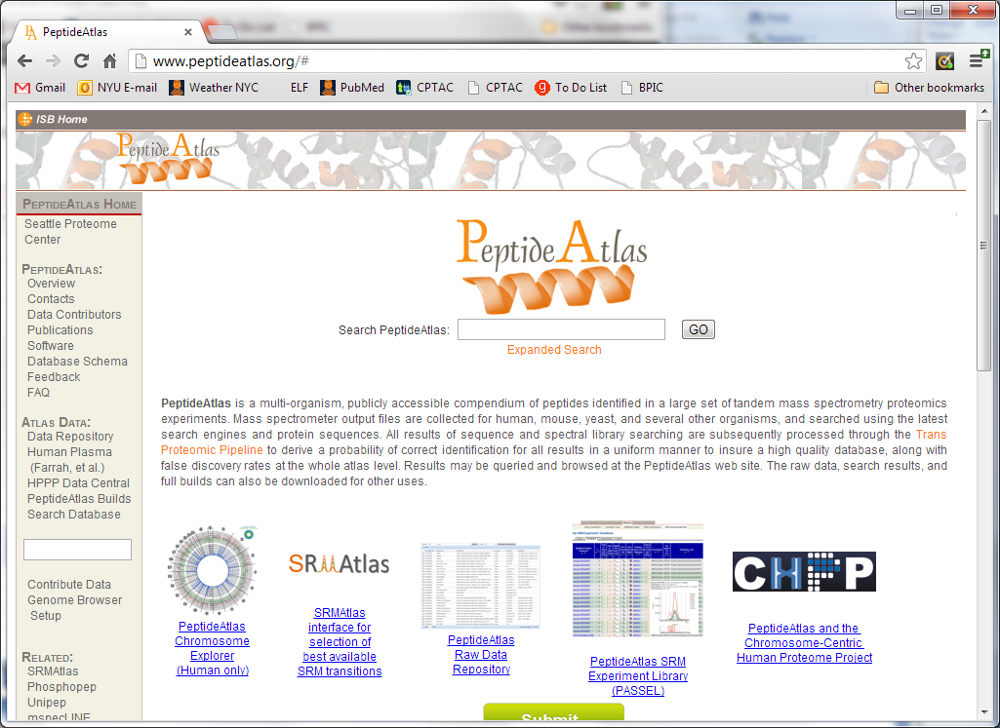 PeptideAtlas
www.peptideatlas.org/#
Gmail NYU E-mail Weather NYC ELF PubMed CPTAC CPTAC To Do List BPIC Other bookmarks
ISB Home
PeptideAtlas
PeptideAtlas Home
Seattle Proteome
Center
PeptideAtlas:
Overview
Contacts
Data Contributors
Publications
Software
Database Schema
Feedback
FAQ
Atlas Data:
Data Repository
Human Plasma
(Farrah, et al.)
HPPP Data Central
PeptideAtlas Builds
Search Database
Contribute Data
Genome Browser
Setup
Related:
SRMAtlas
Phosphopep
Unipep
mspecLINE
PeptideAtlas
Search PeptideAtlas: GO
Expanded Search
PeptideAtlas is a multi-organism, publicly accessible compendium of peptides identified in a large set of tandem mass spectrometry proteomics
experiments. Mass spectrometer output files are collected for human, mouse, yeast, and several other organisms, and searched using the latest
search engines and protein sequences. All results of sequence and spectral library searching are subsequently processed through the Trans
Proteomic Pipeline to derive a probability of correct identification for all results in a uniform manner to insure a high quality database, along with
false discovery rates at the whole atlas level. Results may be queried and browsed at the PeptideAtlas web site. The raw data, search results, and
full builds can also be downloaded for other uses.
PeptideAtlas
Chromosome
Explorer
(Human only)
SRMAtlas
SRMAtlas
interface for
selection of
best available
SRM transitions
PeptideAtlas
Raw Data
Repository
PeptideAtlas SRM
Experiment Library
(PASSEL)
C-HPP
PeptideAtlas and the
Chromosome-Centric
Human Proteome Project
Submit